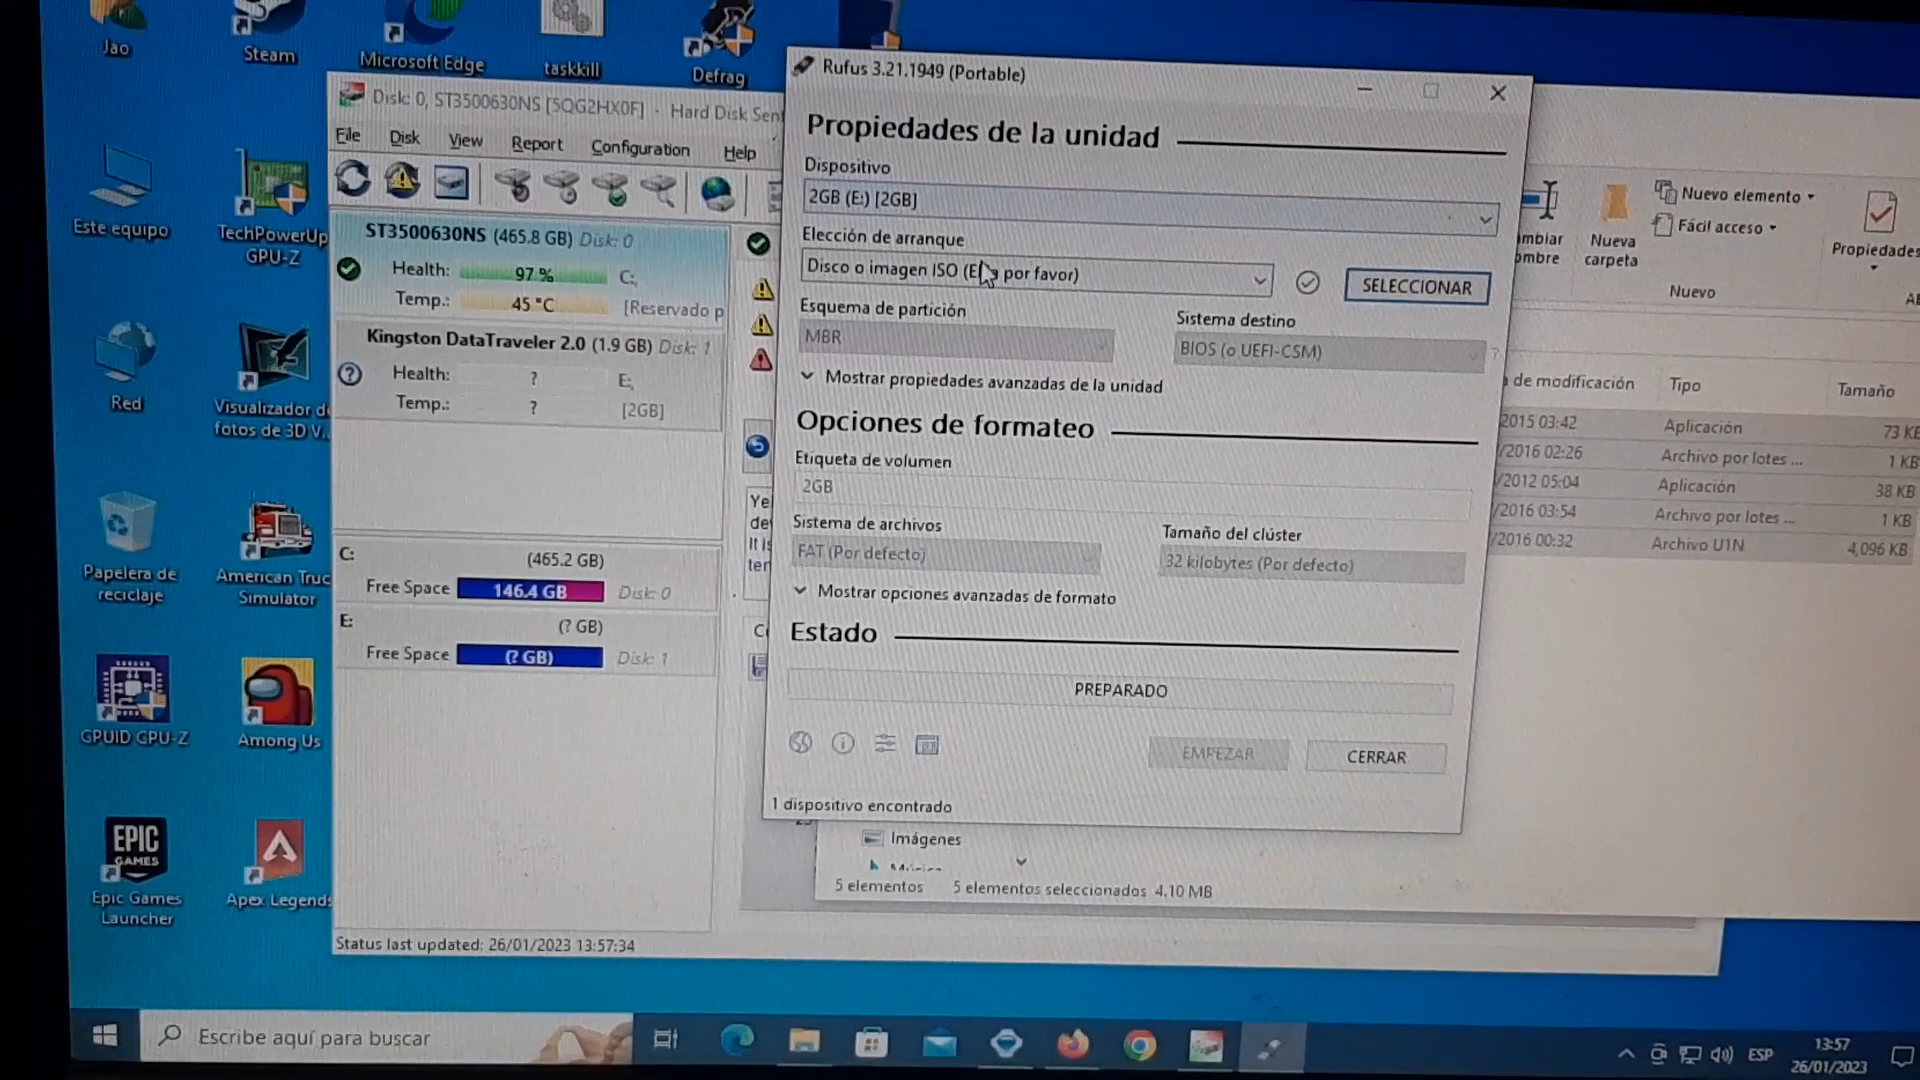 Jao
Steam
Microsoft Edge
taskkill
Defrag
Este equipo
TechPowerUp
GPU-Z
Red
Visualizador de
fotos de 3D V...
Papelera de
reciclaje
American Truc
Simulator
GPUID GPU-Z
Among Us
Epic Games
Launcher
EPIC
GAMES
Apex Legends
Disk: 0, ST3500630NS [5QG2HX0F] - Hard Disk Sen
File Disk View Report Configuration Help
ST3500630NS (465.8 GB) Disk: 0
Health: 97 % C:,
Temp.: 45 °C [Reservado p
Kingston DataTraveler 2.0 (1.9 GB) Disk: 1
Health: ? E:,
Temp.: ? [2GB]
C: (465.2 GB)
Free Space 146.4 GB Disk: 0
E: (? GB)
Free Space (? GB) Disk: 1
Status last updated: 26/01/2023 13:57:34
Ye
de
It is
ter
Rufus 3.21.1949 (Portable)
Propiedades de la unidad
Dispositivo
2GB (E:) [2GB]
Elección de arranque
Disco o imagen ISO (E por favor)
SELECCIONAR
Esquema de partición
MBR
Sistema destino
BIOS (o UEFI-CSM)
?
Mostrar propiedades avanzadas de la unidad
Opciones de formateo
Etiqueta de volumen
2GB
Sistema de archivos
FAT (Por defecto)
Tamaño del clúster
32 kilobytes (Por defecto)
Mostrar opciones avanzadas de formato
Estado
PREPARADO
EMPEZAR
CERRAR
1 dispositivo encontrado
Imágenes
5 elementos 5 elementos seleccionados 4.10 MB
mbiar
ombre
Nueva
carpeta
Nuevo elemento
Fácil acceso
Nuevo
Propiedades
de modificación Tipo Tamaño
2015 03:42 Aplicación 73 KB
/2016 02:26 Archivo por lotes ... 1 KB
/2012 05:04 Aplicación 38 KB
/2016 03:54 Archivo por lotes ... 1 KB
/2016 00:32 Archivo U1N 4,096 KB
Escribe aquí para buscar
ESP
13:57
26/01/2023